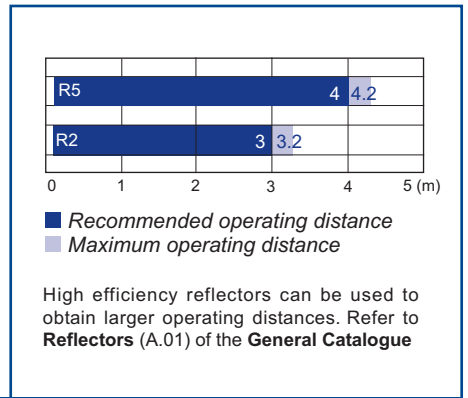 R5 4 4.2
R2 3 3.2
0 1 2 3 4 5 (m)
Recommended operating distance
Maximum operating distance
High efficiency reflectors can be used to
obtain larger operating distances. Refer to
Reflectors (A.01) of the General Catalogue